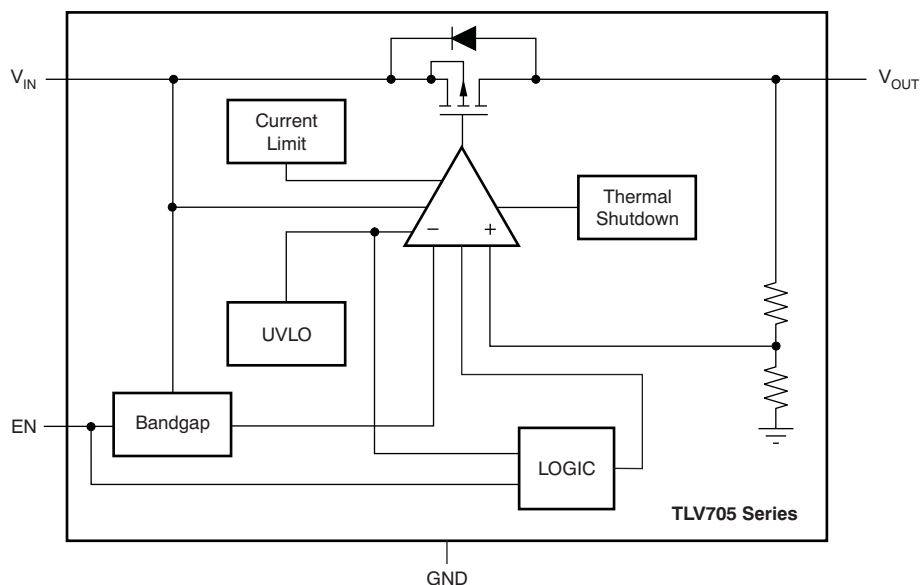 V_IN
V_OUT
Current
Limit
Thermal
Shutdown
−
+
UVLO
EN
Bandgap
LOGIC
TLV705 Series
GND